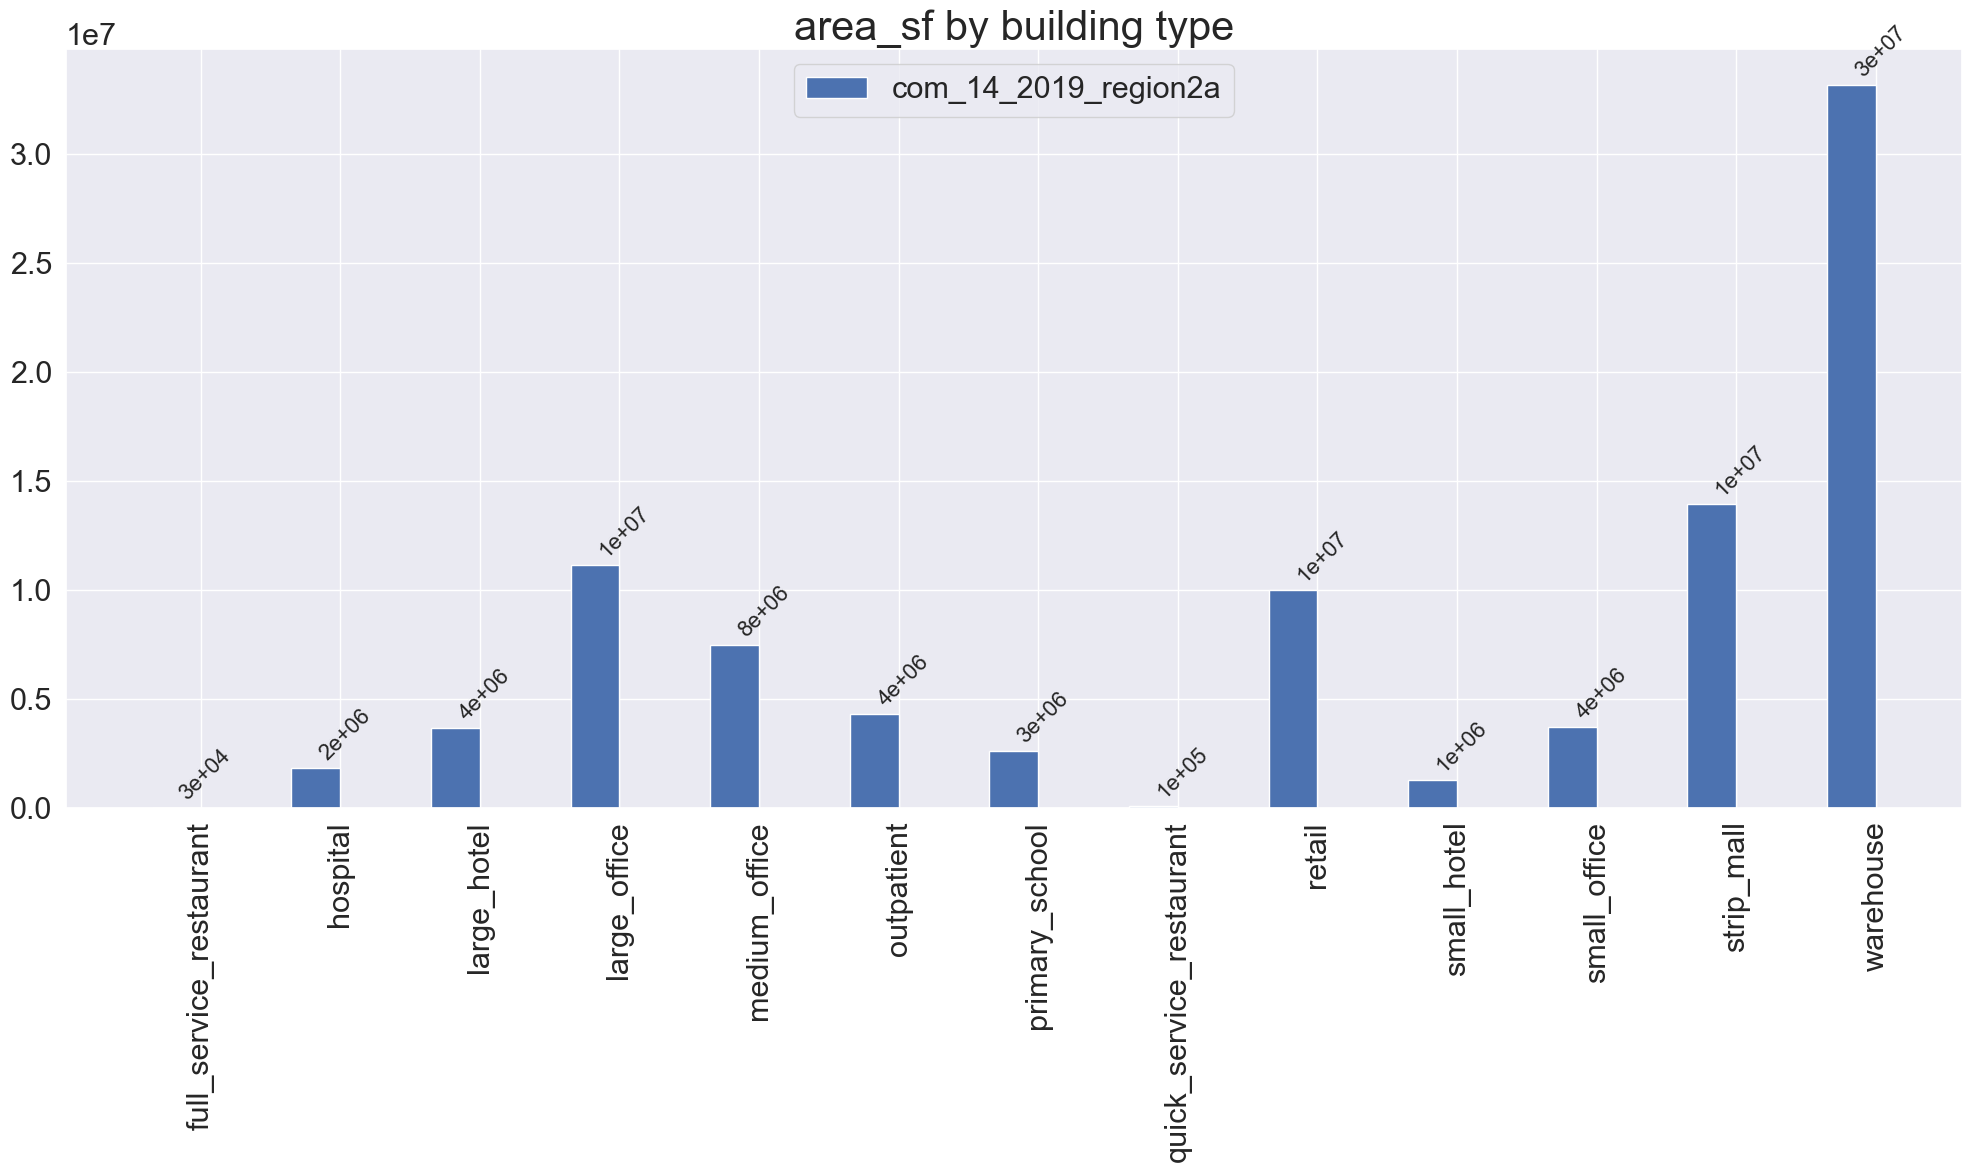 area_sf by building type
1e7
com_14_2019_region2a
3.0
2.5
2.0
1.5
1.0
0.5
0.0
3e+04
2e+06
4e+06
1e+07
8e+06
4e+06
3e+06
1e+05
1e+07
1e+06
4e+06
1e+07
3e+07
full_service_restaurant
hospital
large_hotel
large_office
medium_office
outpatient
primary_school
quick_service_restaurant
retail
small_hotel
small_office
strip_mall
warehouse